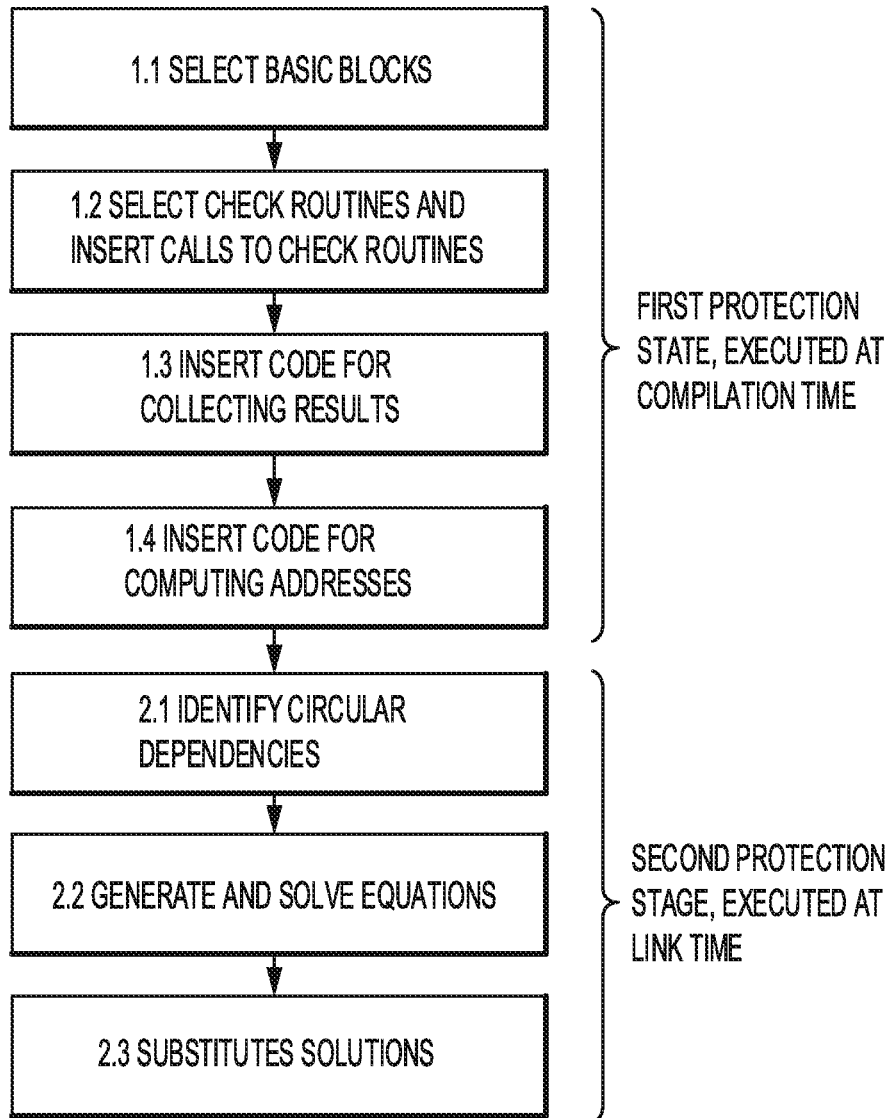 1.1 SELECT BASIC BLOCKS
1.2 SELECT CHECK ROUTINES AND
INSERT CALLS TO CHECK ROUTINES
1.3 INSERT CODE FOR
COLLECTING RESULTS
1.4 INSERT CODE FOR
COMPUTING ADDRESSES
FIRST PROTECTION
STATE, EXECUTED AT
COMPILATION TIME
2.1 IDENTIFY CIRCULAR
DEPENDENCIES
2.2 GENERATE AND SOLVE EQUATIONS
2.3 SUBSTITUTES SOLUTIONS
SECOND PROTECTION
STAGE, EXECUTED AT
LINK TIME